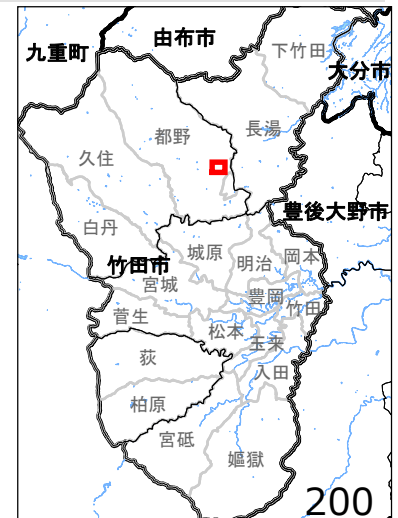 由布市
九重町
下竹田
大分市
都野
長湯
久住
豊後大野市
白丹
城原
岡本
明治
竹田市
宮城
豊岡
竹田
菅生
松本
玉来
荻
入田
柏原
宮砥
嫗獄
200